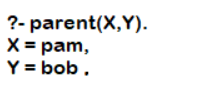 ?- parent(X,Y).
X = pam,
Y = bob .